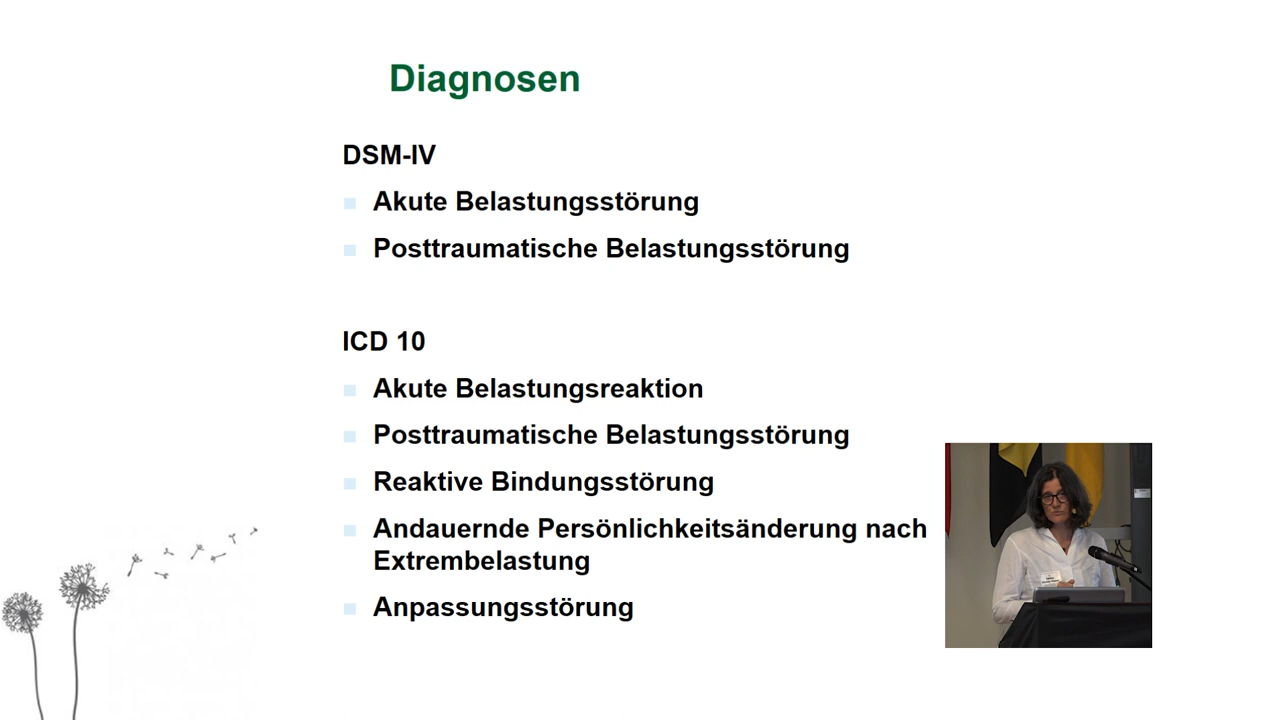 Diagnosen
DSM-IV
Akute Belastungsstörung
Posttraumatische Belastungsstörung
ICD 10
Akute Belastungsreaktion
Posttraumatische Belastungsstörung
Reaktive Bindungsstörung
Andauernde Persönlichkeitsänderung nach
Extrembelastung
Anpassungsstörung